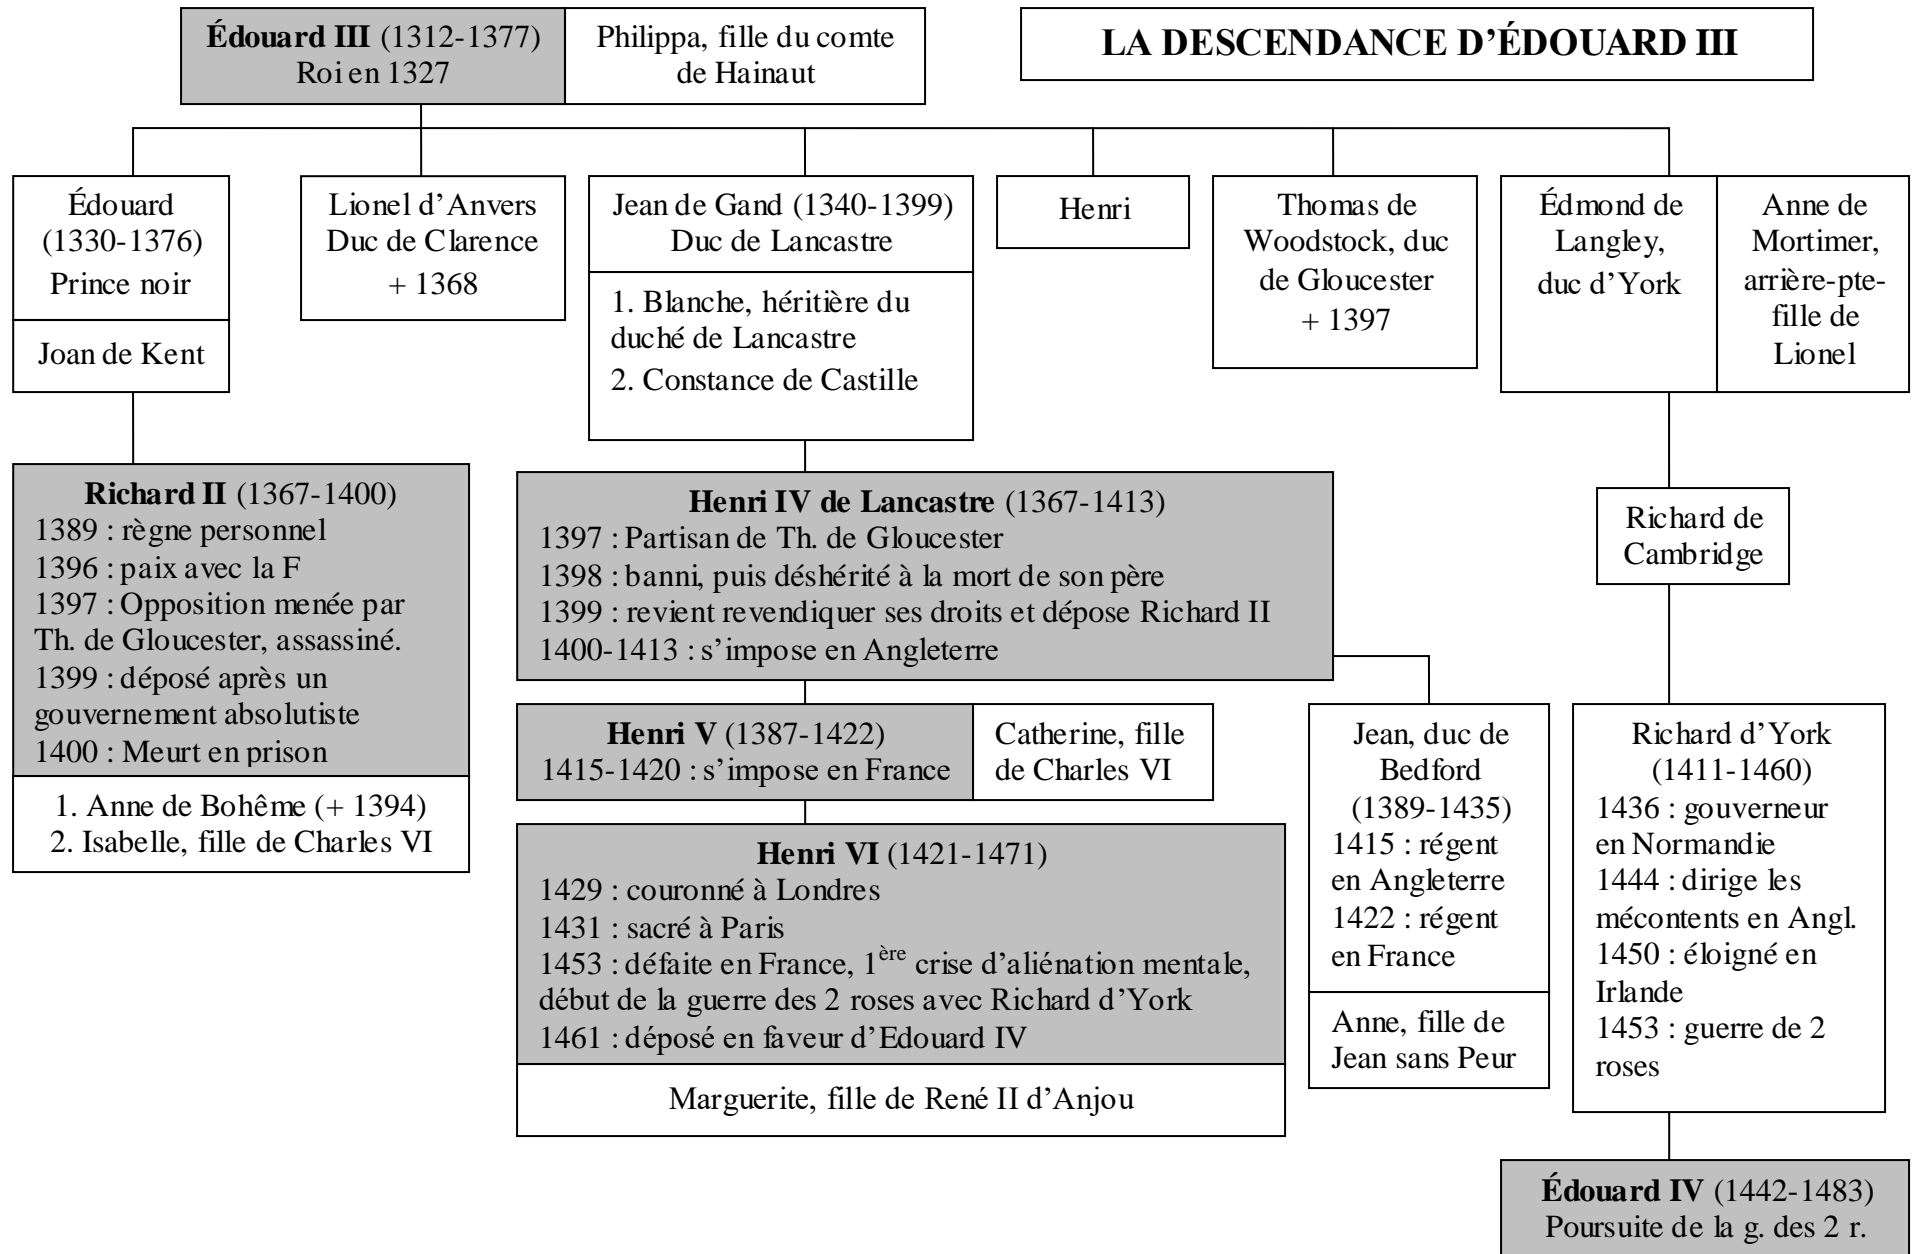 Édouard III (1312-1377)
Roi en 1327
Philippa, fille du comte
de Hainaut
LA DESCENDANCE D’ÉDOUARD III
Édouard
(1330-1376)
Prince noir
Joan de Kent
Lionel d’Anvers
Duc de Clarence
+ 1368
Jean de Gand (1340-1399)
Duc de Lancastre
1. Blanche, héritière du
duché de Lancastre
2. Constance de Castille
Henri
Thomas de
Woodstock, duc
de Gloucester
+ 1397
Édmond de
Langley,
duc d’York
Anne de
Mortimer,
arrière-pte-
fille de
Lionel
Richard II (1367-1400)
1389 : règne personnel
1396 : paix avec la F
1397 : Opposition menée par
Th. de Gloucester, assassiné.
1399 : déposé après un
gouvernement absolutiste
1400 : Meurt en prison
1. Anne de Bohême (+ 1394)
2. Isabelle, fille de Charles VI
Henri IV de Lancastre (1367-1413)
1397 : Partisan de Th. de Gloucester
1398 : banni, puis déshérité à la mort de son père
1399 : revient revendiquer ses droits et dépose Richard II
1400-1413 : s’impose en Angleterre
Richard de
Cambridge
Henri V (1387-1422)
1415-1420 : s’impose en France
Catherine, fille
de Charles VI
Jean, duc de
Bedford
(1389-1435)
1415 : régent
en Angleterre
1422 : régent
en France
Anne, fille de
Jean sans Peur
Richard d’York
(1411-1460)
1436 : gouverneur
en Normandie
1444 : dirige les
mécontents en Angl.
1450 : éloigné en
Irlande
1453 : guerre de 2
roses
Henri VI (1421-1471)
1429 : couronné à Londres
1431 : sacré à Paris
1453 : défaite en France, 1ère crise d’aliénation mentale,
début de la guerre des 2 roses avec Richard d’York
1461 : déposé en faveur d’Edouard IV
Marguerite, fille de René II d’Anjou
Édouard IV (1442-1483)
Poursuite de la g. des 2 r.